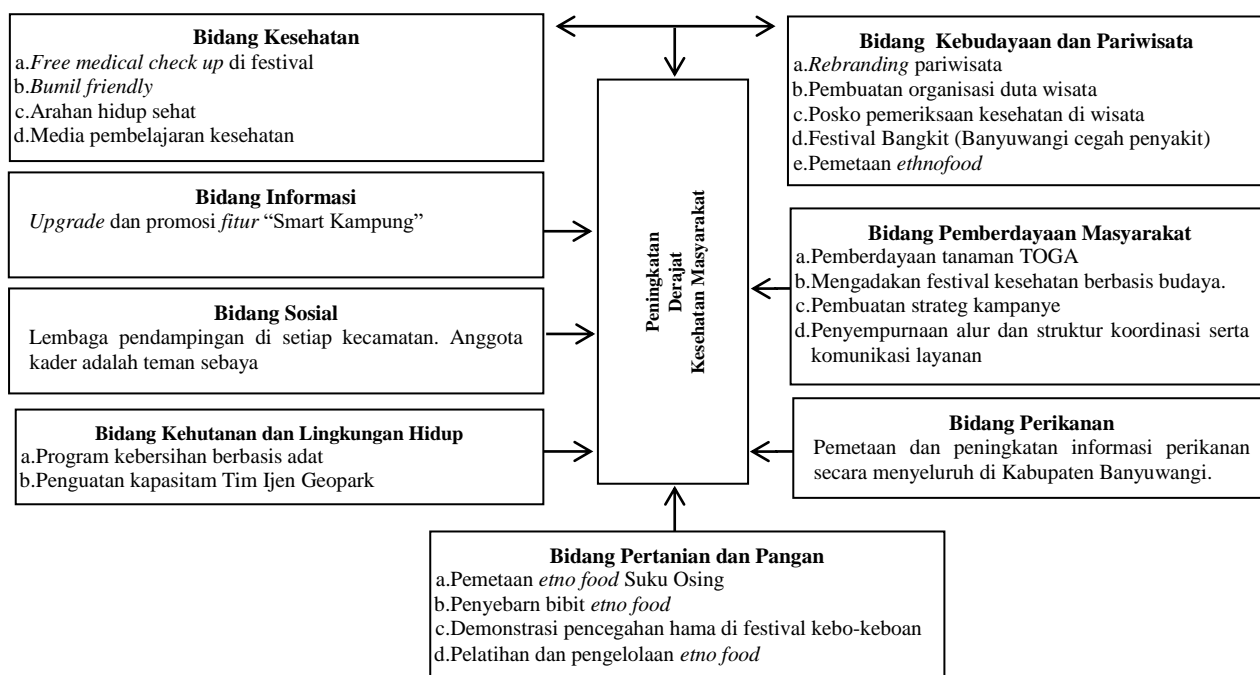 Bidang Kesehatan
a.Free medical check up di festival
b.Bumil friendly
c.Arahan hidup sehat
d.Media pembelajaran kesehatan
Bidang Informasi
Upgrade dan promosi fitur “Smart Kampung”
Bidang Sosial
Lembaga pendampingan di setiap kecamatan. Anggota
kader adalah teman sebaya
Bidang Kehutanan dan Lingkungan Hidup
a.Program kebersihan berbasis adat
b.Penguatan kapasitam Tim Ijen Geopark
Peningkatan
Derajat
Kesehatan Masyarakat
Bidang Kebudayaan dan Pariwisata
a.Rebranding pariwisata
b.Pembuatan organisasi duta wisata
c.Posko pemeriksaan kesehatan di wisata
d.Festival Bangkit (Banyuwangi cegah penyakit)
e.Pemetaan ethnofood
Bidang Pemberdayaan Masyarakat
a.Pemberdayaan tanaman TOGA
b.Mengadakan festival kesehatan berbasis budaya.
c.Pembuatan strateg kampanye
d.Penyempurnaan alur dan struktur koordinasi serta
komunikasi layanan
Bidang Perikanan
Pemetaan dan peningkatan informasi perikanan
secara menyeluruh di Kabupaten Banyuwangi.
Bidang Pertanian dan Pangan
a.Pemetaan etno food Suku Osing
b.Penyebarn bibit etno food
c.Demonstrasi pencegahan hama di festival kebo-keboan
d.Pelatihan dan pengelolaan etno food